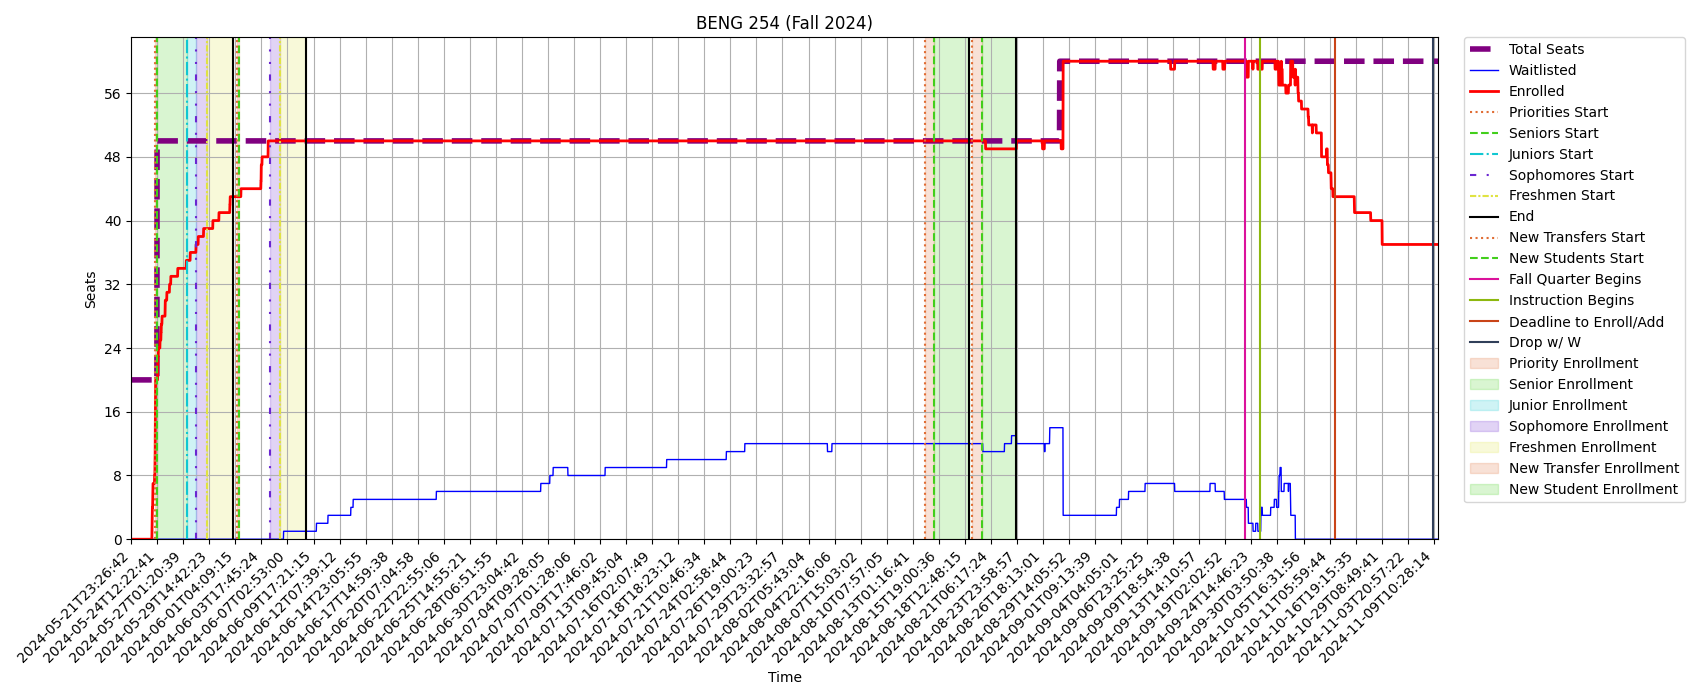 BENG 254 (Fall 2024)
Seats
56
48
40
32
24
16
8
0
2024-05-21T23:26:42
2024-05-24T12:22:41
2024-05-27T01:20:39
2024-05-29T14:42:23
2024-06-01T04:09:15
2024-06-03T17:45:24
2024-06-07T02:53:00
2024-06-09T17:21:15
2024-06-12T07:39:12
2024-06-14T23:05:55
2024-06-17T14:59:38
2024-06-20T07:04:58
2024-06-22T22:55:06
2024-06-25T14:55:21
2024-06-28T06:51:55
2024-06-30T23:04:42
2024-07-04T09:28:05
2024-07-07T01:28:06
2024-07-09T17:46:02
2024-07-13T09:45:04
2024-07-16T02:07:49
2024-07-18T18:23:12
2024-07-21T10:46:34
2024-07-24T02:58:44
2024-07-26T19:00:23
2024-07-29T23:32:57
2024-08-02T05:43:04
2024-08-04T22:16:06
2024-08-07T15:03:02
2024-08-10T07:57:05
2024-08-13T01:16:41
2024-08-15T19:00:36
2024-08-18T12:48:15
2024-08-21T06:17:24
2024-08-23T23:58:57
2024-08-26T18:13:01
2024-08-29T14:05:52
2024-09-01T09:13:39
2024-09-04T04:05:01
2024-09-06T23:25:25
2024-09-09T18:54:38
2024-09-13T14:10:57
2024-09-19T02:02:52
2024-09-24T14:46:23
2024-09-30T03:50:38
2024-10-05T16:31:56
2024-10-11T05:59:44
2024-10-16T19:15:35
2024-10-29T08:49:41
2024-11-03T20:57:22
2024-11-09T10:28:14
Time
Total Seats
Waitlisted
Enrolled
Priorities Start
Seniors Start
Juniors Start
Sophomores Start
Freshmen Start
End
New Transfers Start
New Students Start
Fall Quarter Begins
Instruction Begins
Deadline to Enroll/Add
Drop w/ W
Priority Enrollment
Senior Enrollment
Junior Enrollment
Sophomore Enrollment
Freshmen Enrollment
New Transfer Enrollment
New Student Enrollment